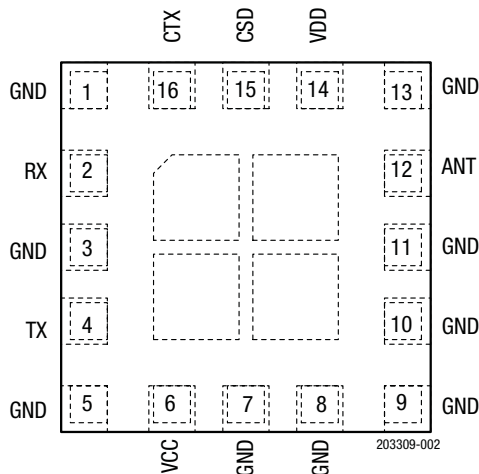 CTX CSD VDD
GND 1 16 15 14 13 GND
RX 2 12 ANT
GND 3 11 GND
TX 4 10 GND
GND 5 6 7 8 9 GND
VCC GND GND
203309-002